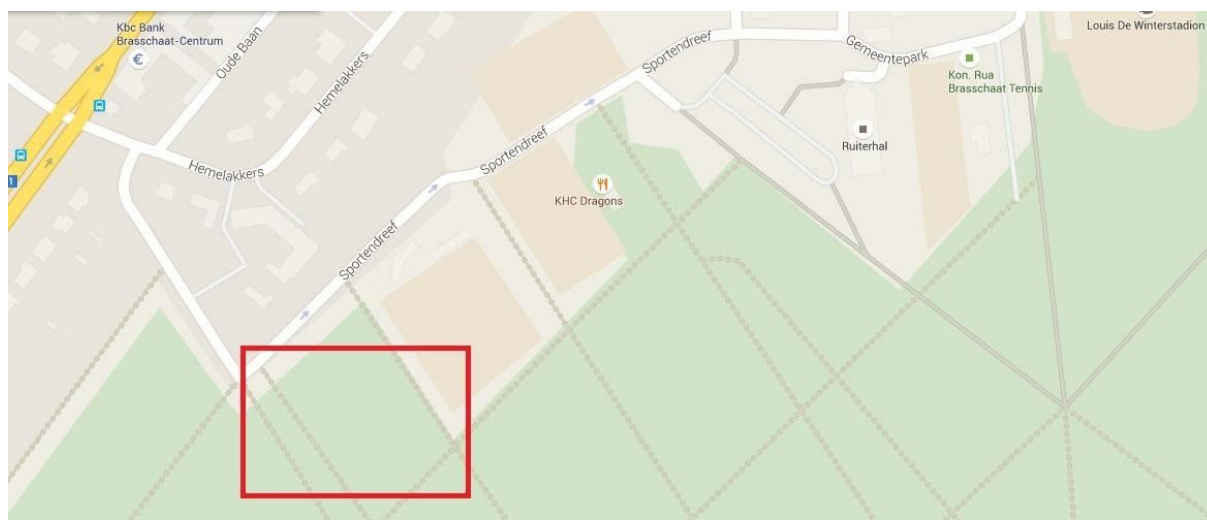 Kbc Bank
Brasschaat-Centrum
€
Oude Baan
Hemelakkers
Hemelakkers
1
Sportendreef
Sportendreef
Sportendreef
KHC Dragons
Gemeentepark
Kon. Rua
Brasschaat Tennis
Ruiterhal
Louis De Winterstadion